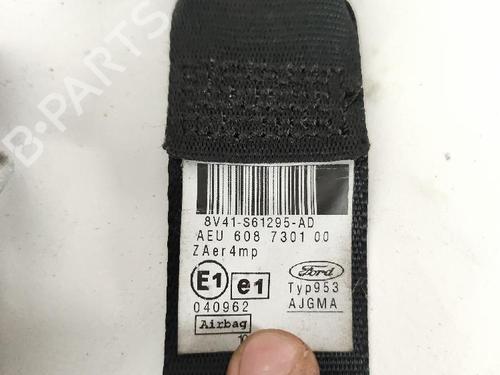 B-PARTS
8V41-S61295-AD
AEU 608 7301 00
ZAer4mp
E1 e1 Ford
Typ953
040962 AJGMA
Airbag